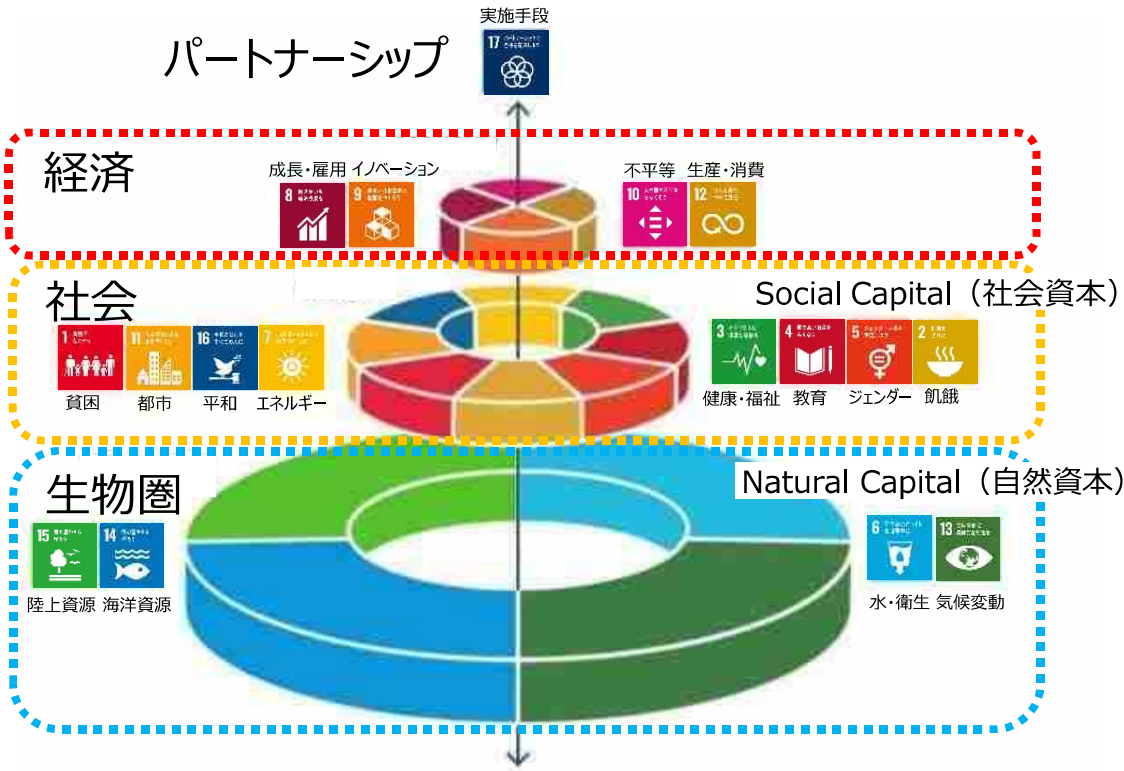 実施手段
パートナーシップ
17
経済
成長・雇用 イノベーション
不平等 生産・消費
8
9
10
12
社会
Social Capital（社会資本）
1
11
16
7
3
4
5
2
貧困 都市 平和 エネルギー
健康・福祉 教育 ジェンダー 飢餓
生物圏
Natural Capital（自然資本）
15
14
6
13
陸上資源 海洋資源
水・衛生 気候変動